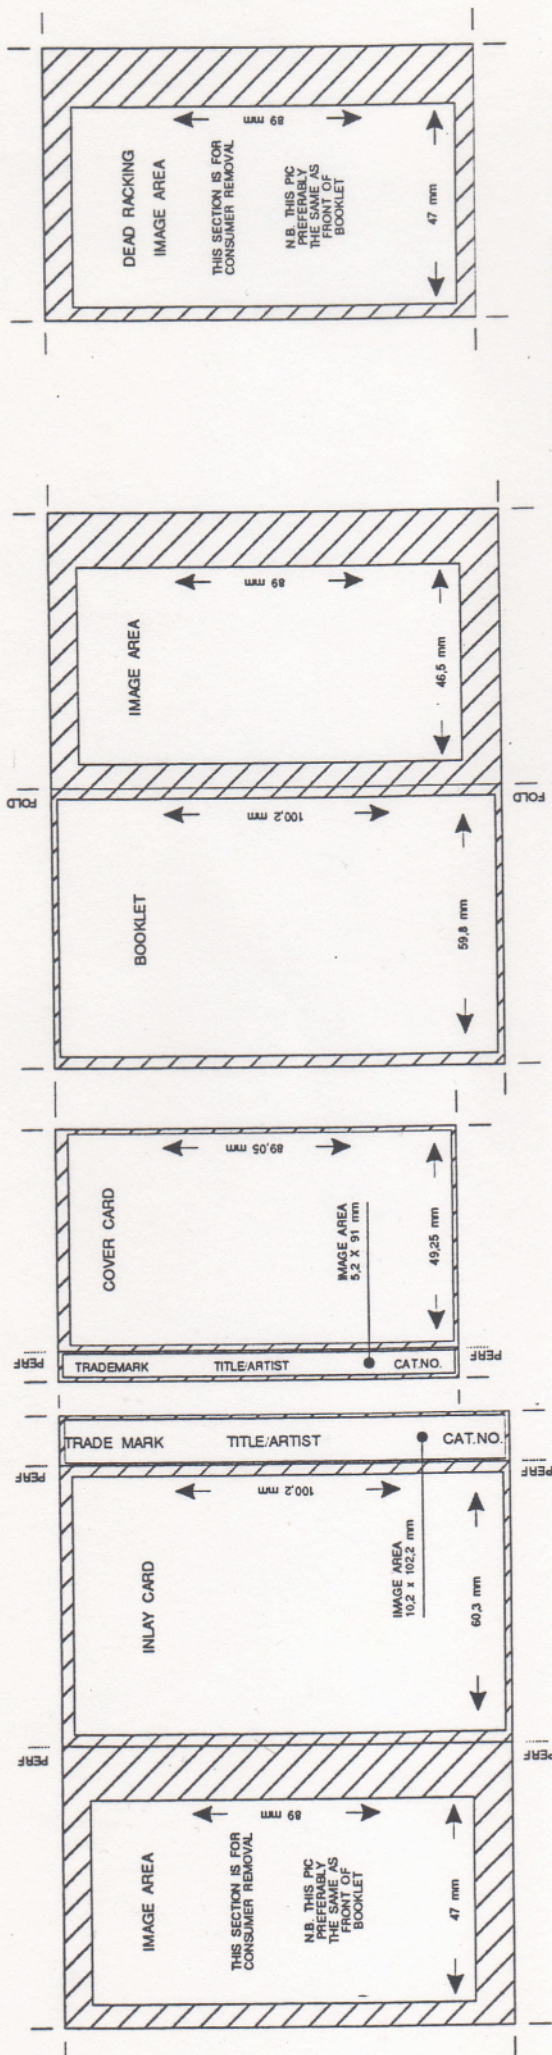 DEAD RACKING
IMAGE AREA
THIS SECTION IS FOR
CONSUMER REMOVAL
N.B. THIS PIC
PREFERABLY
THE SAME AS
FRONT OF
BOOKLET
89 mm
47 mm
IMAGE AREA
89 mm
46,5 mm
FOLD
FOLD
BOOKLET
100,2 mm
59,8 mm
COVER CARD
89,05 mm
IMAGE AREA
5,2 X 91 mm
49,25 mm
PERF
PERF
TRADEMARK
TITLE/ARTIST
CAT.NO.
TRADE MARK
TITLE/ARTIST
CAT.NO.
PERF
PERF
INLAY CARD
100,2 mm
IMAGE AREA
10,2 x 102,2 mm
60,3 mm
PERF
PERF
IMAGE AREA
THIS SECTION IS FOR
CONSUMER REMOVAL
N.B. THIS PIC
PREFERABLY
THE SAME AS
FRONT OF
BOOKLET
89 mm
47 mm